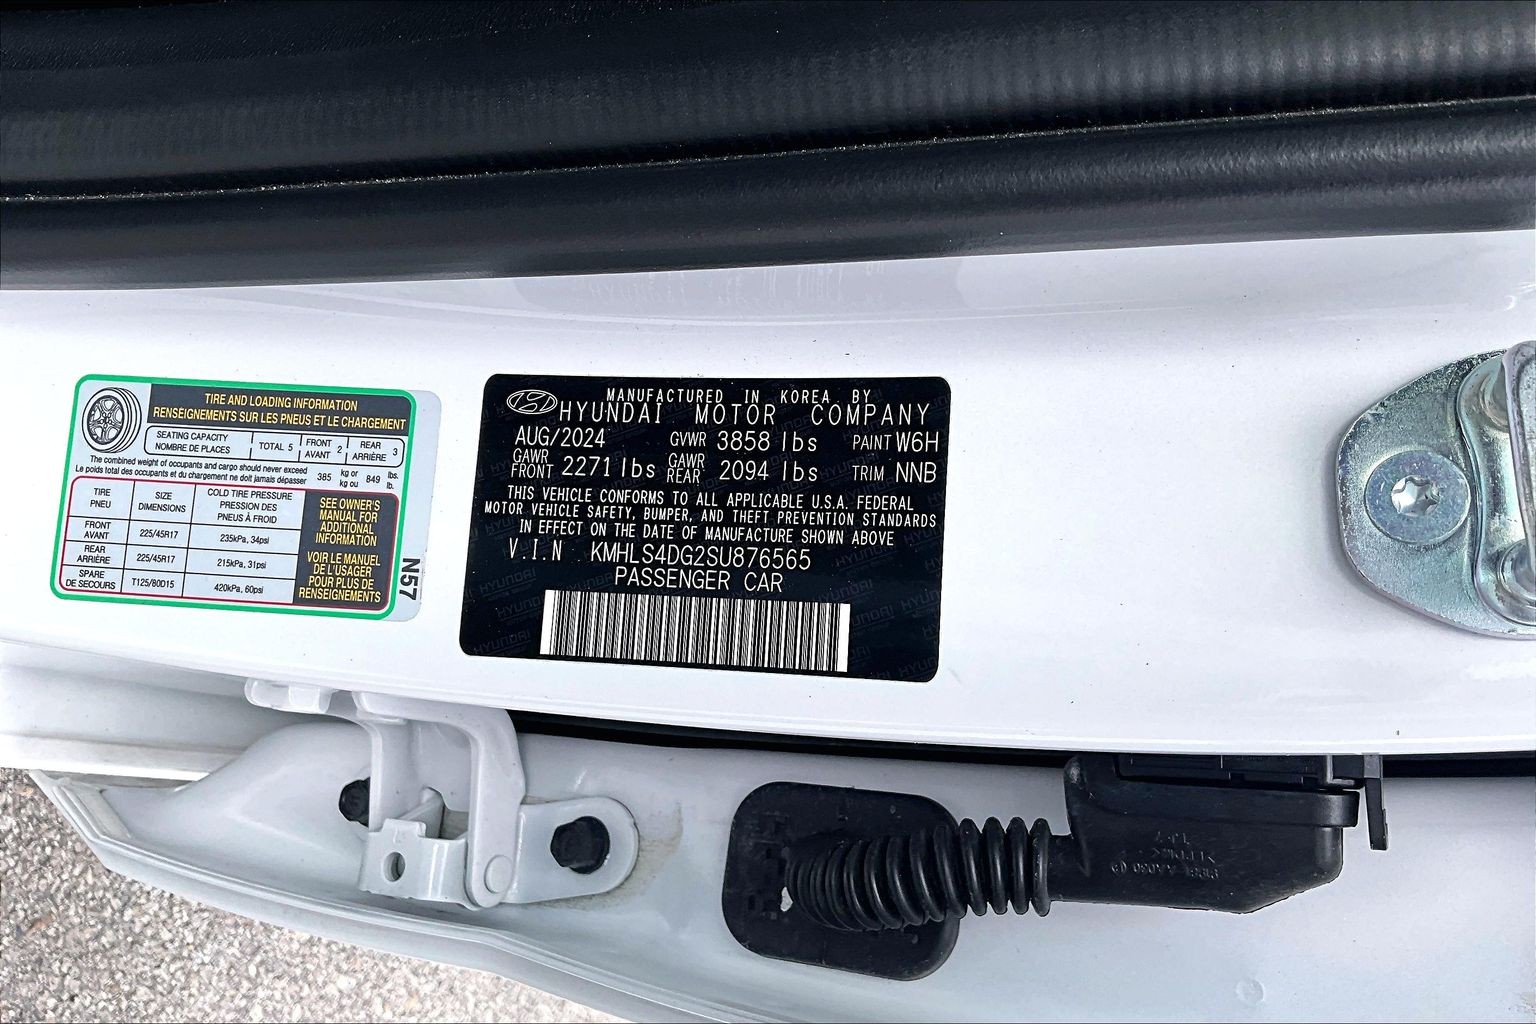 TIRE AND LOADING INFORMATION
RENSEIGNEMENTS SUR LES PNEUS ET LE CHARGEMENT
SEATING CAPACITY
NOMBRE DE PLACES
TOTAL 5
FRONT
AVANT 2
REAR
ARRIÈRE 3
The combined weight of occupants and cargo should never exceed
Le poids total des occupants et du chargement ne doit jamais dépasser
385 kg or
kg ou
849 lbs.
lb.
TIRE
PNEU
SIZE
DIMENSIONS
COLD TIRE PRESSURE
PRESSION DES
PNEUS À FROID
FRONT
AVANT
225/45R17
235kPa, 34psi
REAR
ARRIÈRE
225/45R17
215kPa, 31psi
SPARE
DE SECOURS
T125/80D15
420kPa, 60psi
SEE OWNER'S
MANUAL FOR
ADDITIONAL
INFORMATION
VOIR LE MANUEL
DE L'USAGER
POUR PLUS DE
RENSEIGNEMENTS
N57
MANUFACTURED IN KOREA BY
HYUNDAI MOTOR COMPANY
AUG/2024 GVWR 3858 lbs PAINT W6H
GAWR
FRONT 2271 lbs GAWR
REAR 2094 lbs TRIM NNB
THIS VEHICLE CONFORMS TO ALL APPLICABLE U.S.A. FEDERAL
MOTOR VEHICLE SAFETY, BUMPER, AND THEFT PREVENTION STANDARDS
IN EFFECT ON THE DATE OF MANUFACTURE SHOWN ABOVE
V.I.N KMHLS4DG2SU876565
PASSENGER CAR